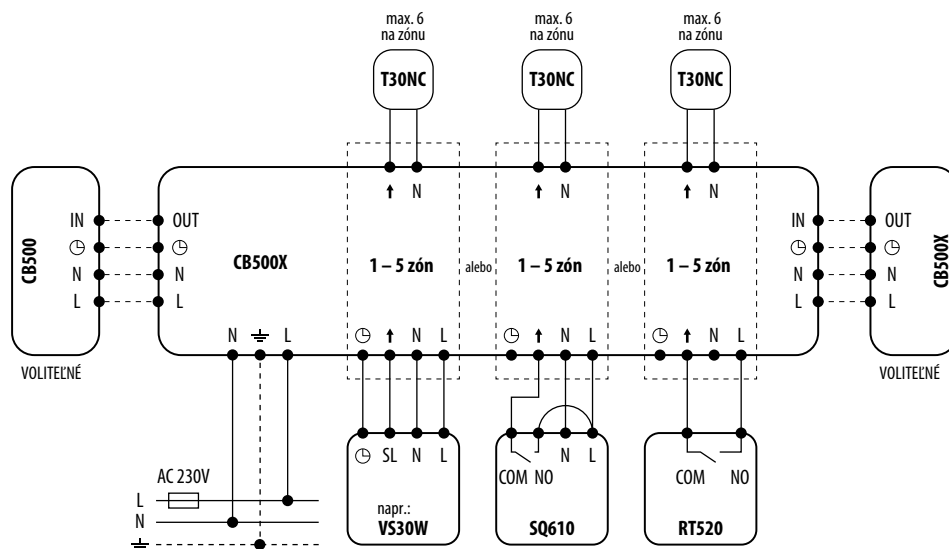 max. 6
na zónu
T30NC
max. 6
na zónu
T30NC
max. 6
na zónu
T30NC
↑ N
↑ N
↑ N
CB500
IN
N
L
VOLITEĽNÉ
OUT
N
L
CB500X
1 – 5 zón
alebo
1 – 5 zón
alebo
1 – 5 zón
IN
N
L
OUT
N
L
CB500X
VOLITEĽNÉ
N L
↑ N L
↑ N L
↑ N L
SL N L
napr.:
VS30W
COM NO N L
SQ610
COM NO
RT520
AC 230V
L
N